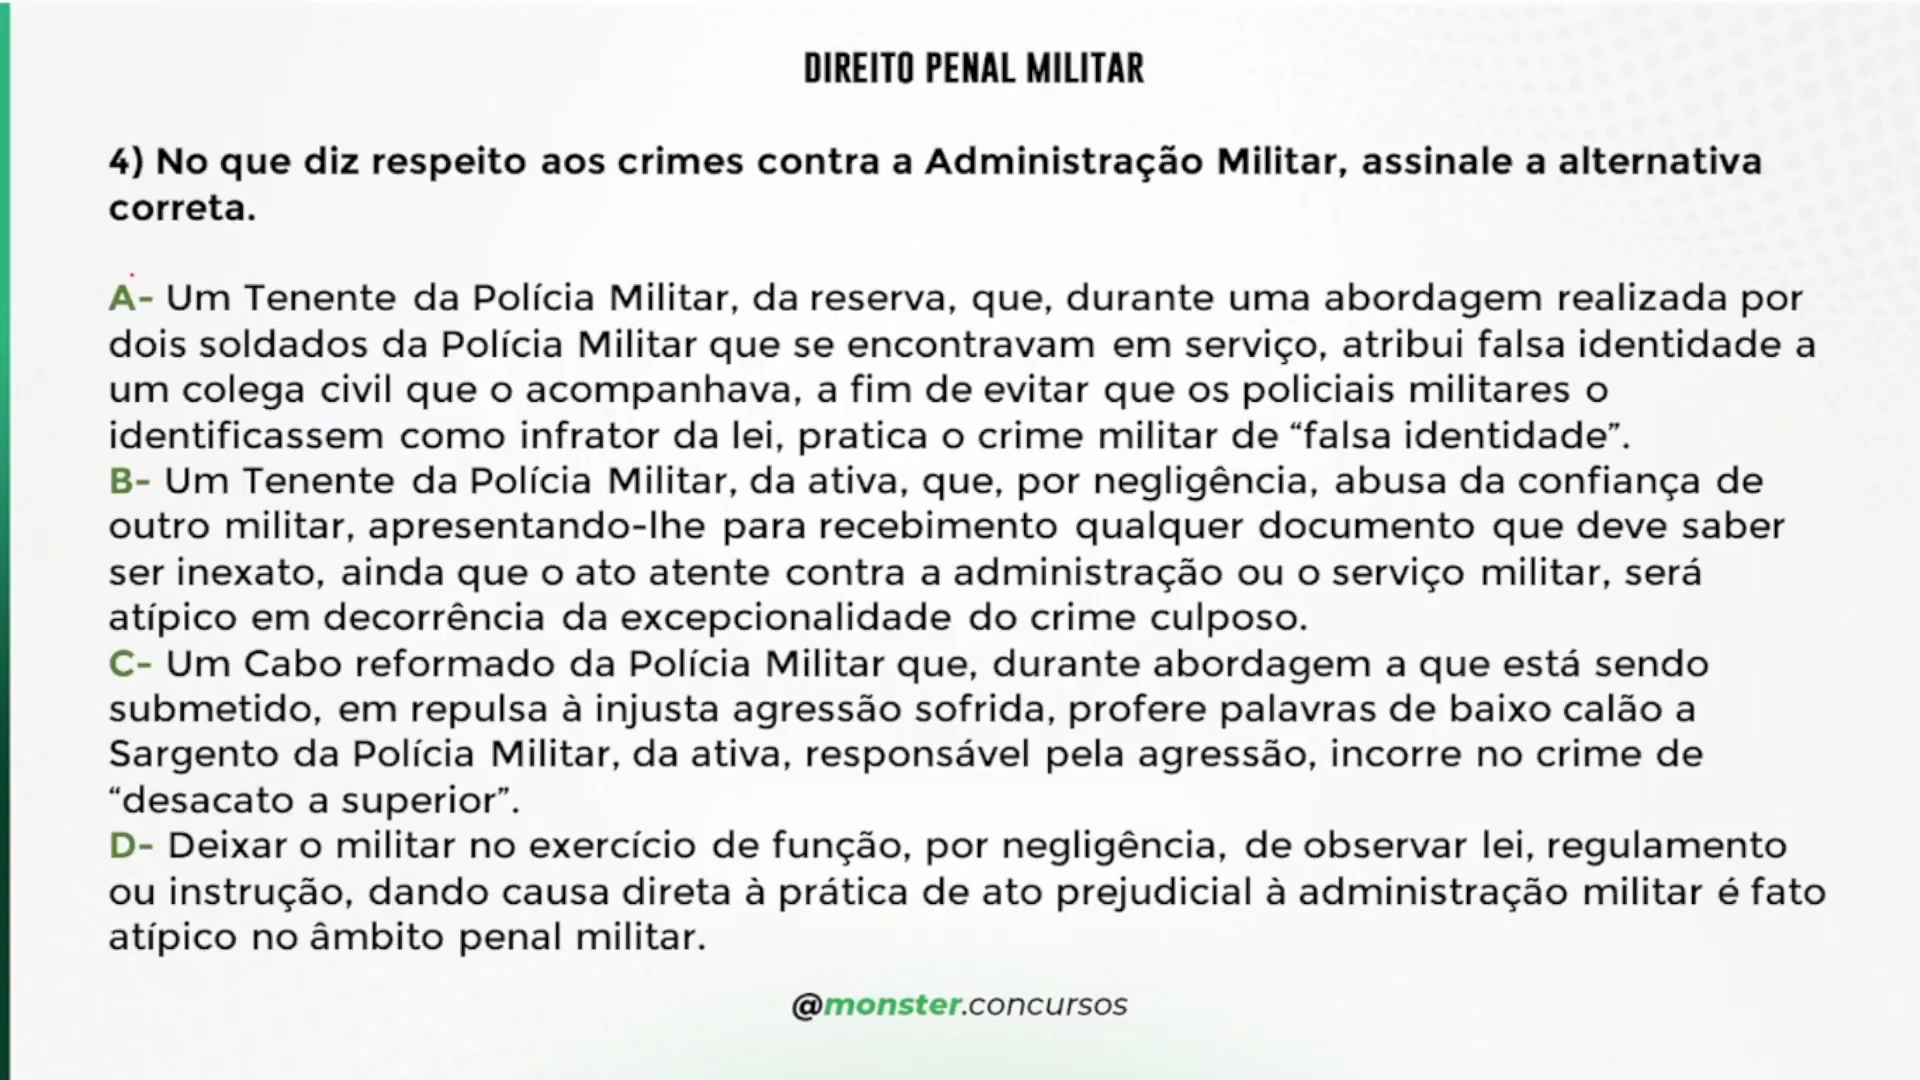 DIREITO PENAL MILITAR
4) No que diz respeito aos crimes contra a Administração Militar, assinale a alternativa
correta.
A- Um Tenente da Polícia Militar, da reserva, que, durante uma abordagem realizada por
dois soldados da Polícia Militar que se encontravam em serviço, atribui falsa identidade a
um colega civil que o acompanhava, a fim de evitar que os policiais militares o
identificassem como infrator da lei, pratica o crime militar de “falsa identidade”.
B- Um Tenente da Polícia Militar, da ativa, que, por negligência, abusa da confiança de
outro militar, apresentando-lhe para recebimento qualquer documento que deve saber
ser inexato, ainda que o ato atente contra a administração ou o serviço militar, será
atípico em decorrência da excepcionalidade do crime culposo.
C- Um Cabo reformado da Polícia Militar que, durante abordagem a que está sendo
submetido, em repulsa à injusta agressão sofrida, profere palavras de baixo calão a
Sargento da Polícia Militar, da ativa, responsável pela agressão, incorre no crime de
“desacato a superior”.
D- Deixar o militar no exercício de função, por negligência, de observar lei, regulamento
ou instrução, dando causa direta à prática de ato prejudicial à administração militar é fato
atípico no âmbito penal militar.
@monster.concursos